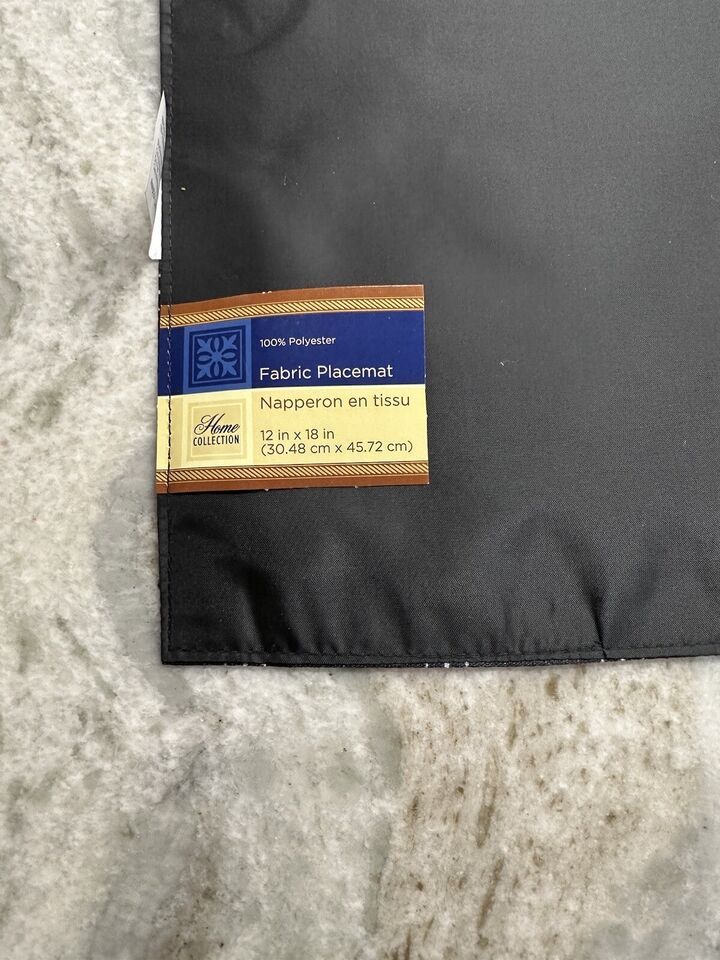 100% Polyester
Fabric Placemat
Napperon en tissu
Home
COLLECTION
12 in x 18 in
(30.48 cm x 45.72 cm)